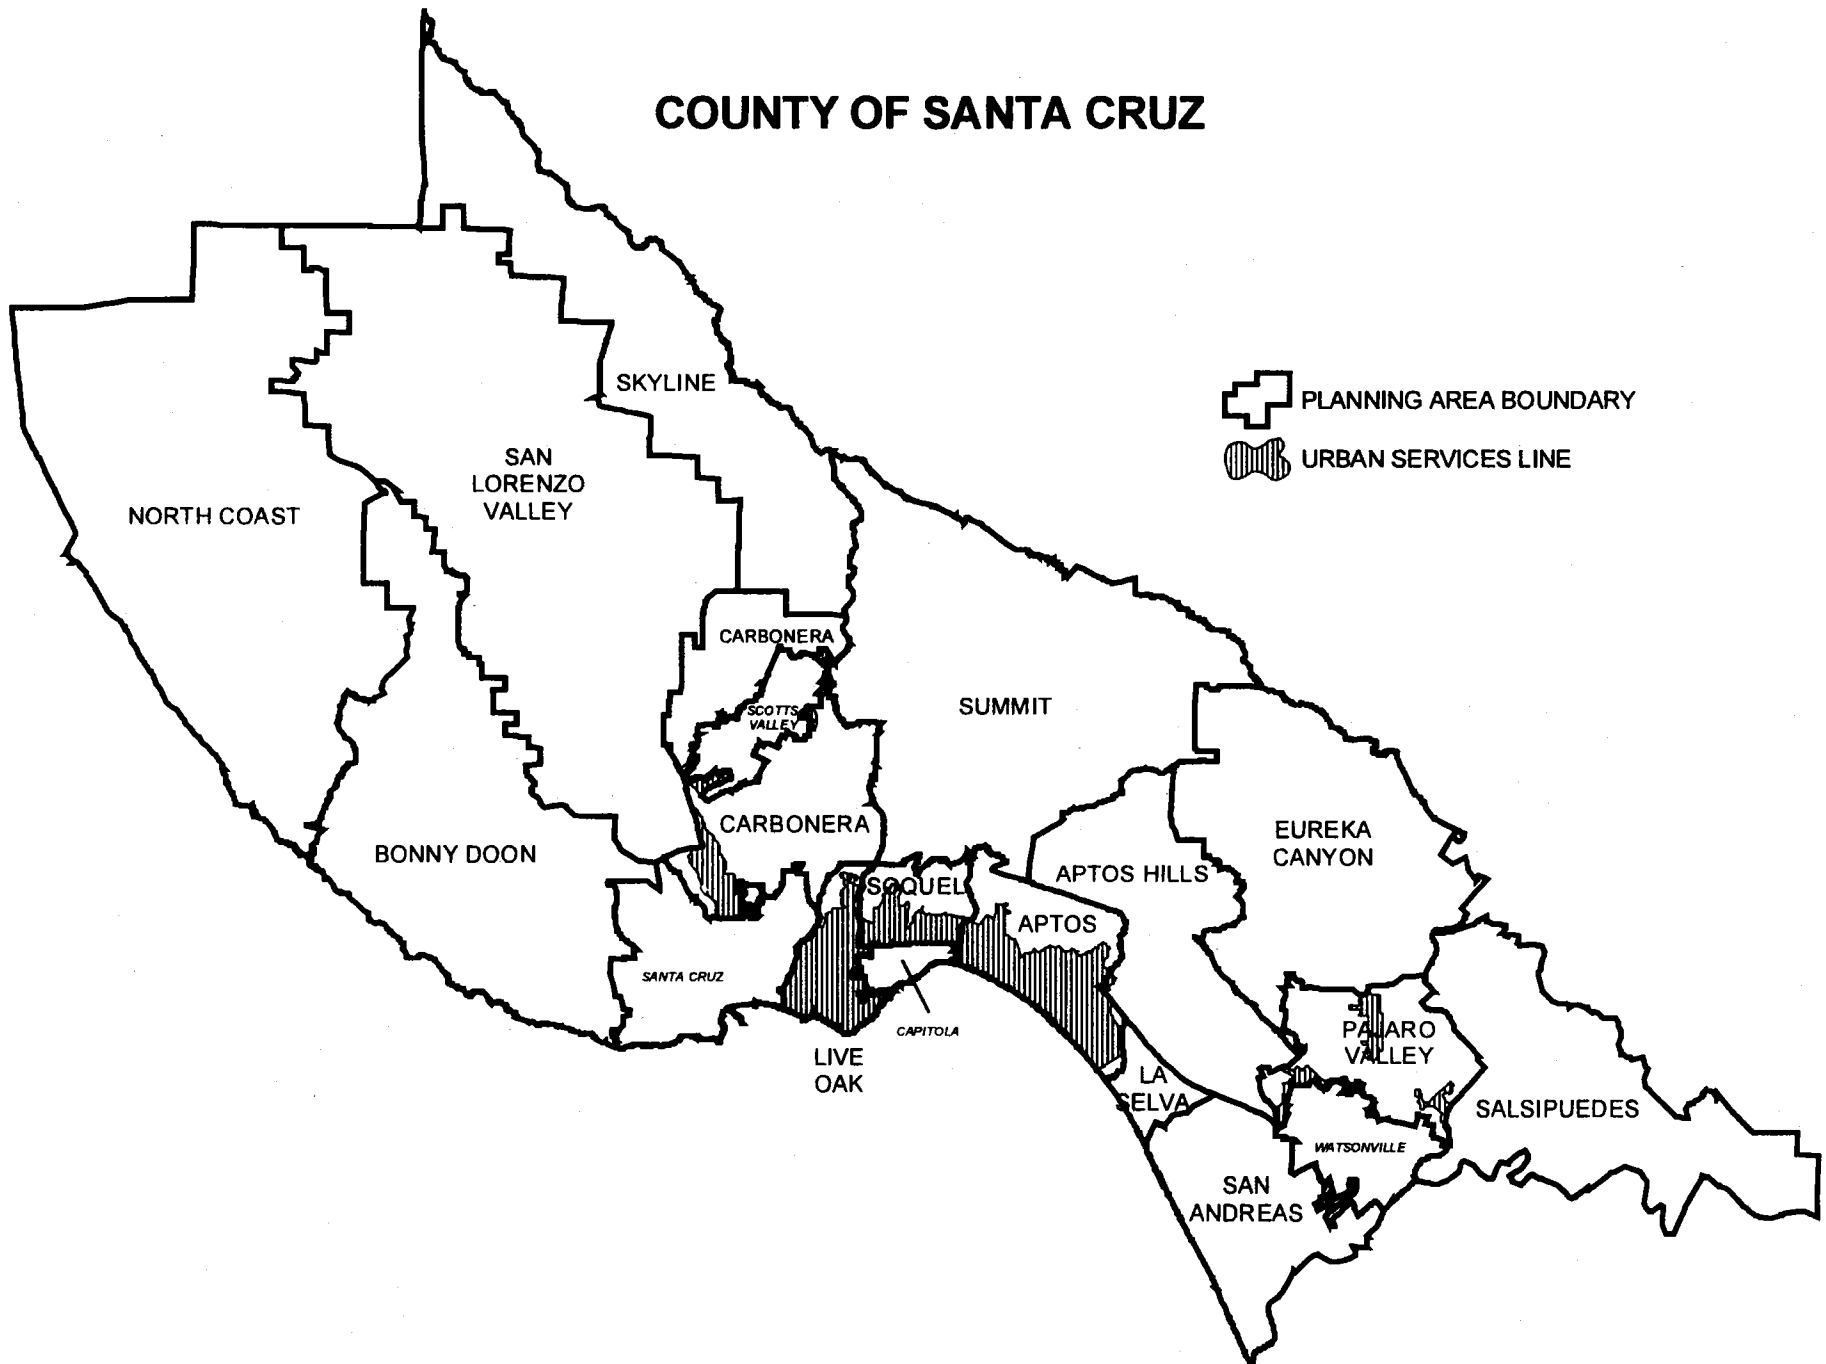 COUNTY OF SANTA CRUZ
SKYLINE
PLANNING AREA BOUNDARY
URBAN SERVICES LINE
SAN
LORENZO
VALLEY
NORTH COAST
CARBONERA
SCOTTS
VALLEY
SUMMIT
CARBONERA
BONNY DOON
EUREKA
CANYON
APTOS HILLS
SOQUEL
APTOS
SANTA CRUZ
CAPITOLA
LIVE
OAK
PAJARO
VALLEY
LA
SELVA
SALSIPUEDES
WATSONVILLE
SAN
ANDREAS